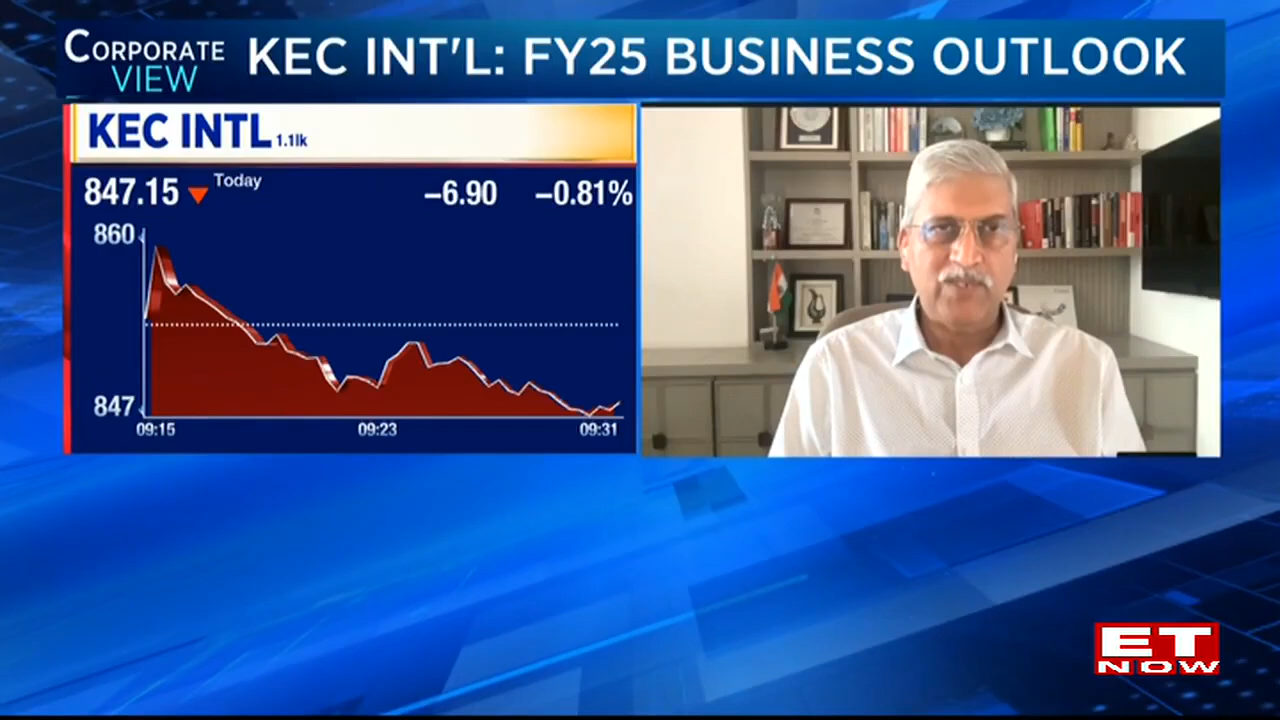 CORPORATE
VIEW
KEC INT'L: FY25 BUSINESS OUTLOOK
KEC INTL 1.1lk
847.15 Today -6.90 -0.81%
860
847
09:15 09:23 09:31
ET
NOW